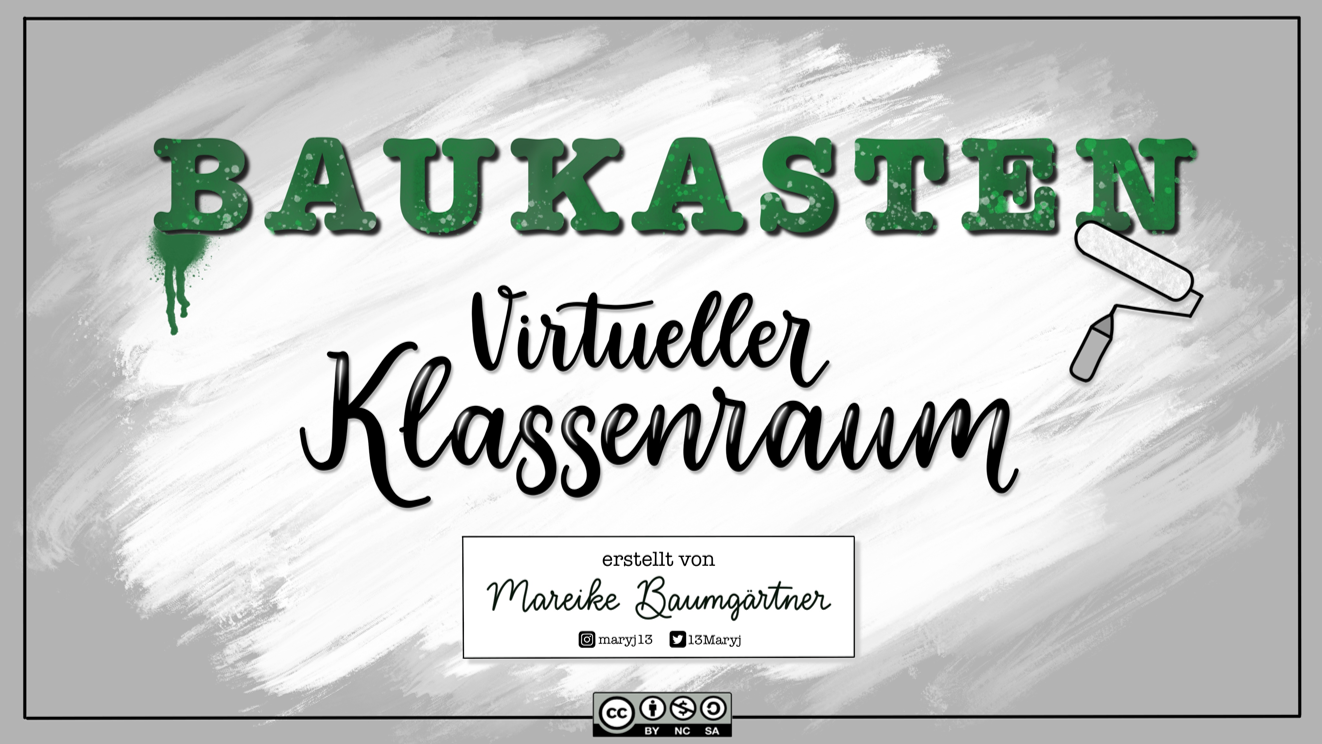 BAUKASTEN
Virtueller
Klassenraum
erstellt von
Mareike Baumgärtner
maryj13 13Maryj
cc
BY NC SA